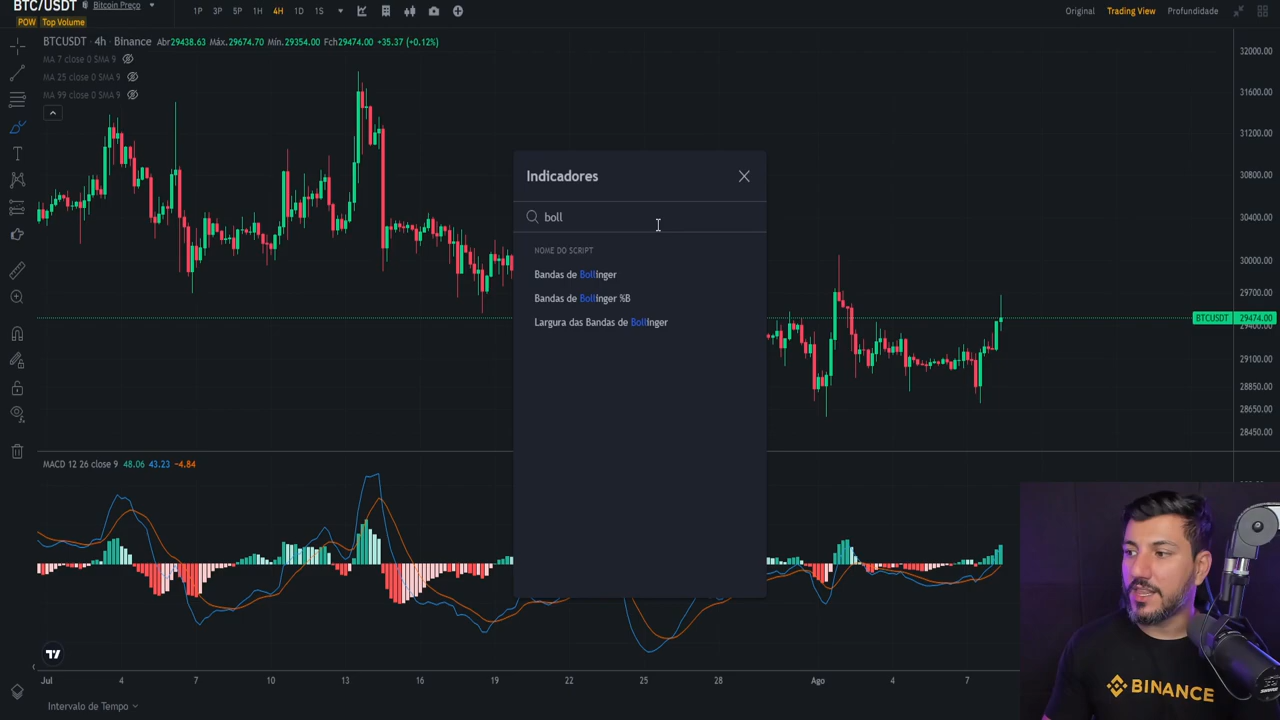 BTC/USDT Bitcoin Preço
POW Top Volume
1P 3P 5P 1H 4H 1D 1S
Original Trading View Profundidade
BTCUSDT · 4h · Binance Abr29438.63 Máx.29674.70 Mín.29354.00 Fch29474.00 +35.37 (+0.12%)
MA 7 close 0 SMA 9
MA 25 close 0 SMA 9
MA 99 close 0 SMA 9
Indicadores
boll
NOME DO SCRIPT
Bandas de Bollinger
Bandas de Bollinger %B
Largura das Bandas de Bollinger
32000.00
31600.00
31200.00
30800.00
30400.00
30000.00
29700.00
BTCUSDT 29474.00
29400.00
29100.00
28850.00
28650.00
28450.00
MACD 12 26 close 9 48.06 43.23 −4.84
Jul 4 7 10 13 16 19 22 25 28 Ago 4 7
Intervalo de Tempo
BINANCE